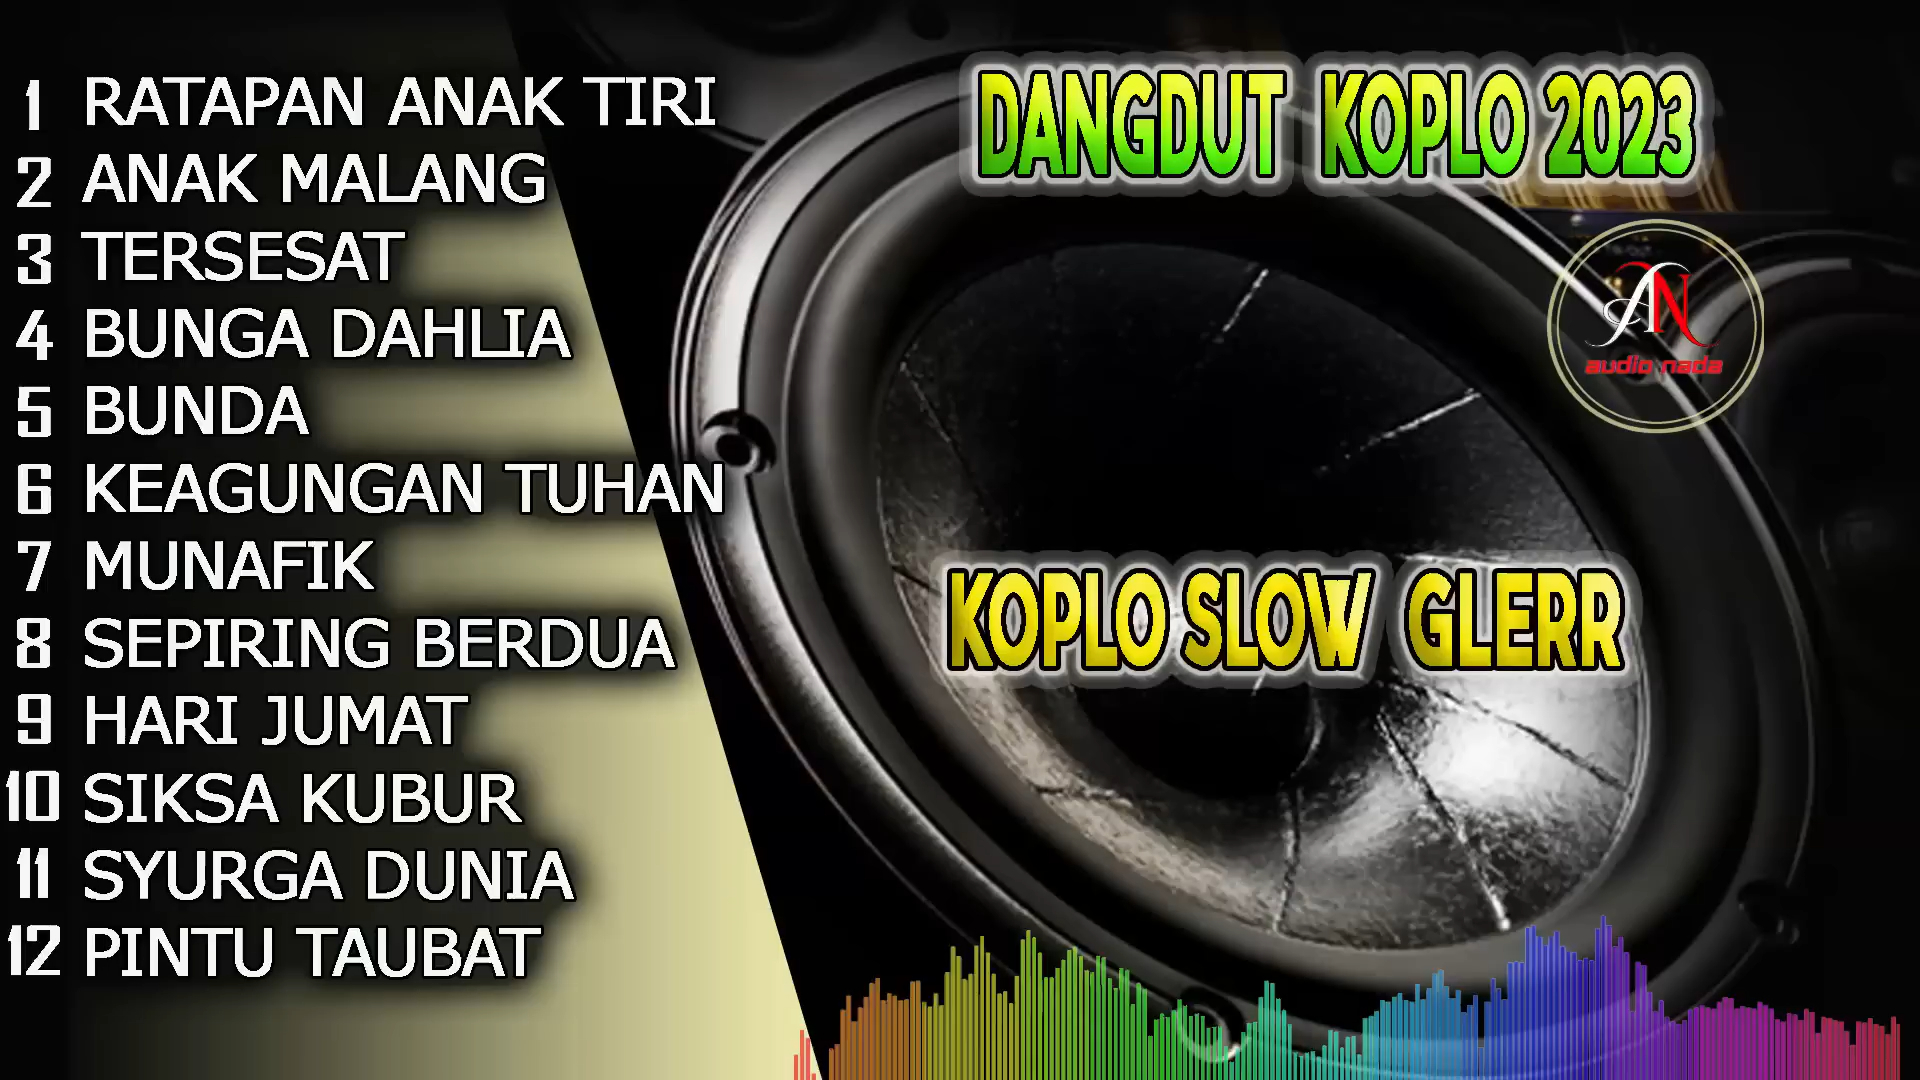 DANGDUT KOPLO 2023
1 RATAPAN ANAK TIRI
2 ANAK MALANG
3 TERSESAT
4 BUNGA DAHLIA
5 BUNDA
6 KEAGUNGAN TUHAN
7 MUNAFIK
8 SEPIRING BERDUA
9 HARI JUMAT
10 SIKSA KUBUR
11 SYURGA DUNIA
12 PINTU TAUBAT
AN
audio nada
KOPLO SLOW GLERR